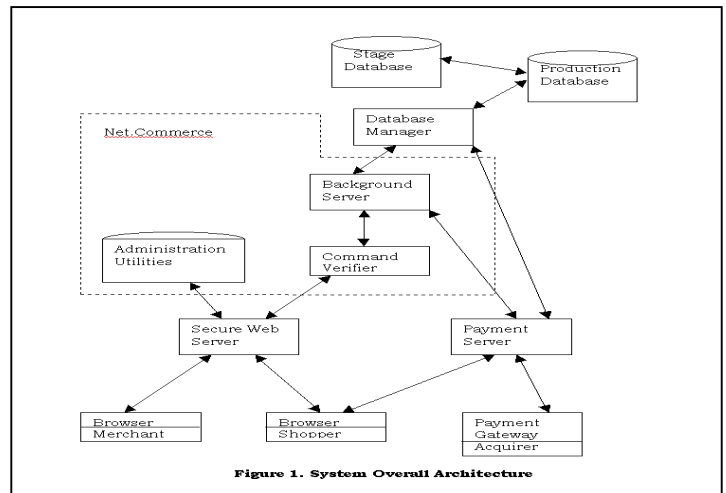 Stage
Database
Production
Database
Database
Manager
Net.Commerce
Background
Server
Administration
Utilities
Command
Verifier
Secure Web
Server
Payment
Server
Browser
Merchant
Browser
Shopper
Payment
Gateway
Acquirer
Figure 1. System Overall Architecture